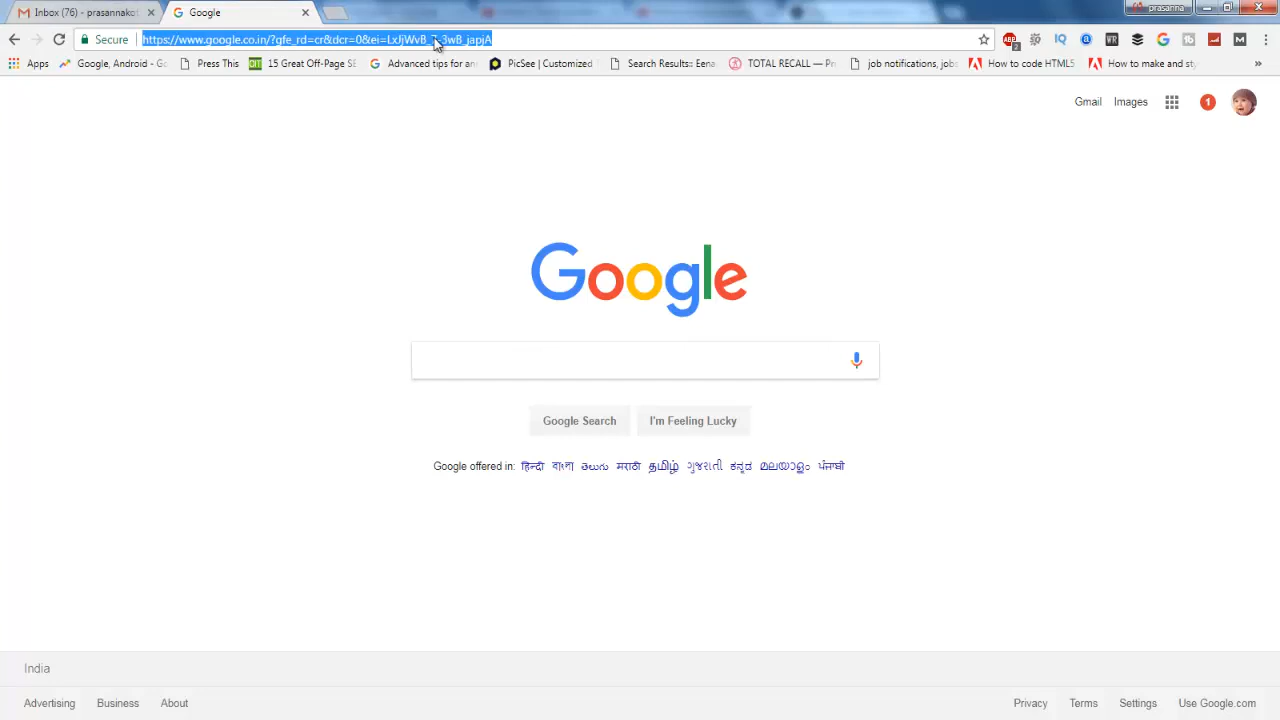 Inbox (76) - prasannako
Google
prasanna
Secure
https://www.google.co.in/?gfe_rd=cr&dcr=0&ei=
Apps
Google, Android - Go
Press This
15 Great Off-Page SE
Advanced tips for an
PicSee | Customized
Search Results:: Eena
TOTAL RECALL — Pr
job notifications, jobs
How to code HTML5
How to make and sty
»
Gmail
Images
1
Google
Google Search
I'm Feeling Lucky
Google offered in: हिन्दी বাংলা తెలుగు मराठी தமிழ் ગુજરાતી ಕನ್ನಡ മലയാളം ਪੰਜਾਬੀ
India
Advertising
Business
About
Privacy
Terms
Settings
Use Google.com